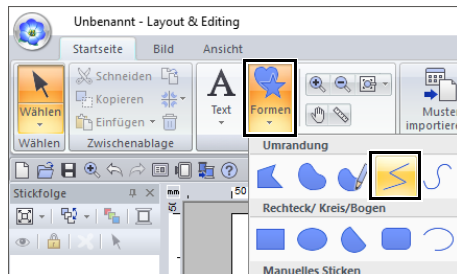 Unbenannt - Layout & Editing
Startseite Bild Ansicht
Schneiden
Kopieren
Einfügen
Wählen
Text
Formen
Muster
importieren
Wählen Zwischenablage
Umrandung
Stickfolge
mm
50
Rechteck/ Kreis/Bogen
Manuelles Sticken